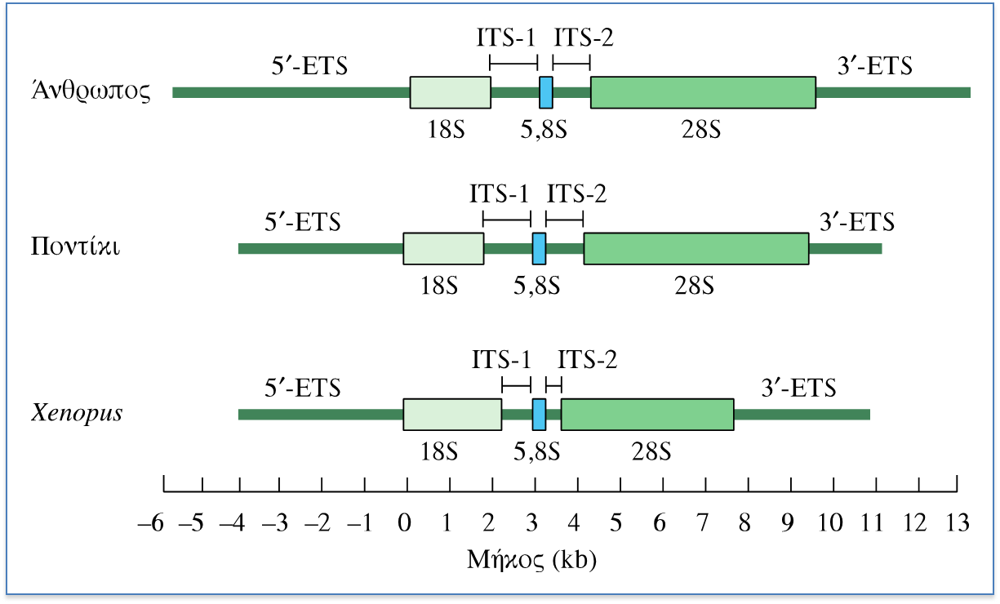 ITS-1 ITS-2
5′-ETS 3′-ETS
Άνθρωπος
18S 5,8S 28S
ITS-1 ITS-2
5′-ETS 3′-ETS
Ποντίκι
18S 5,8S 28S
ITS-1 ITS-2
5′-ETS 3′-ETS
Xenopus
18S 5,8S 28S
–6 –5 –4 –3 –2 –1 0 1 2 3 4 5 6 7 8 9 10 11 12 13
Μήκος (kb)